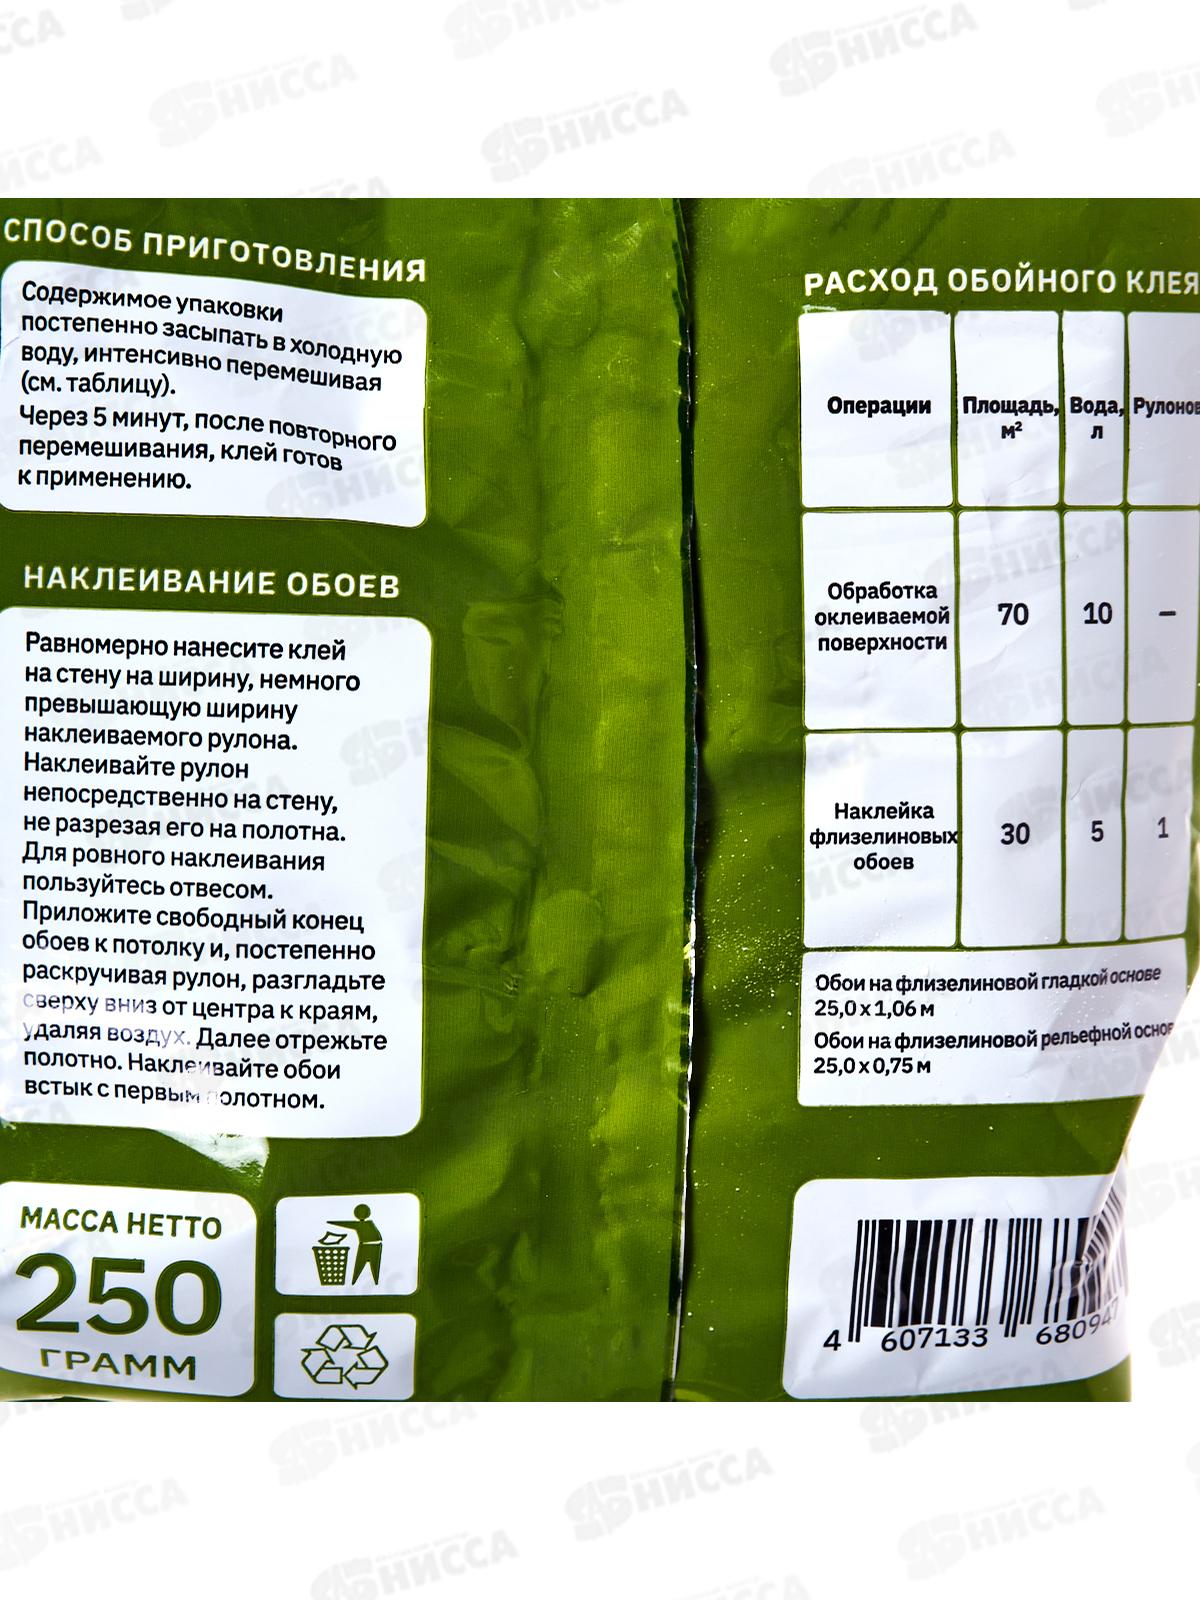 СПОСОБ ПРИГОТОВЛЕНИЯ
Содержимое упаковки
постепенно засыпать в холодную
воду, интенсивно перемешивая
(см. таблицу).
Через 5 минут, после повторного
перемешивания, клей готов
к применению.
НАКЛЕИВАНИЕ ОБОЕВ
Равномерно нанесите клей
на стену на ширину, немного
превышающую ширину
наклеиваемого рулона.
Наклеивайте рулон
непосредственно на стену,
не разрезая его на полотна.
Для ровного наклеивания
пользуйтесь отвесом.
Приложите свободный конец
обоев к потолку и, постепенно
раскручивая рулон, разгладьте
сверху вниз от центра к краям,
удаляя воздух. Далее отрежьте
полотно. Наклеивайте обои
встык с первым полотном.
МАССА НЕТТО
250
ГРАММ
РАСХОД ОБОЙНОГО КЛЕЯ
Операции
Площадь,
м²
Вода,
л
Рулонов
Обработка
оклеиваемой
поверхности
70
10
–
Наклейка
флизелиновых
обоев
30
5
1
Обои на флизелиновой гладкой основе
25,0 x 1,06 м
Обои на флизелиновой рельефной основ
25,0 x 0,75 м
4 607133 680947
НИССА